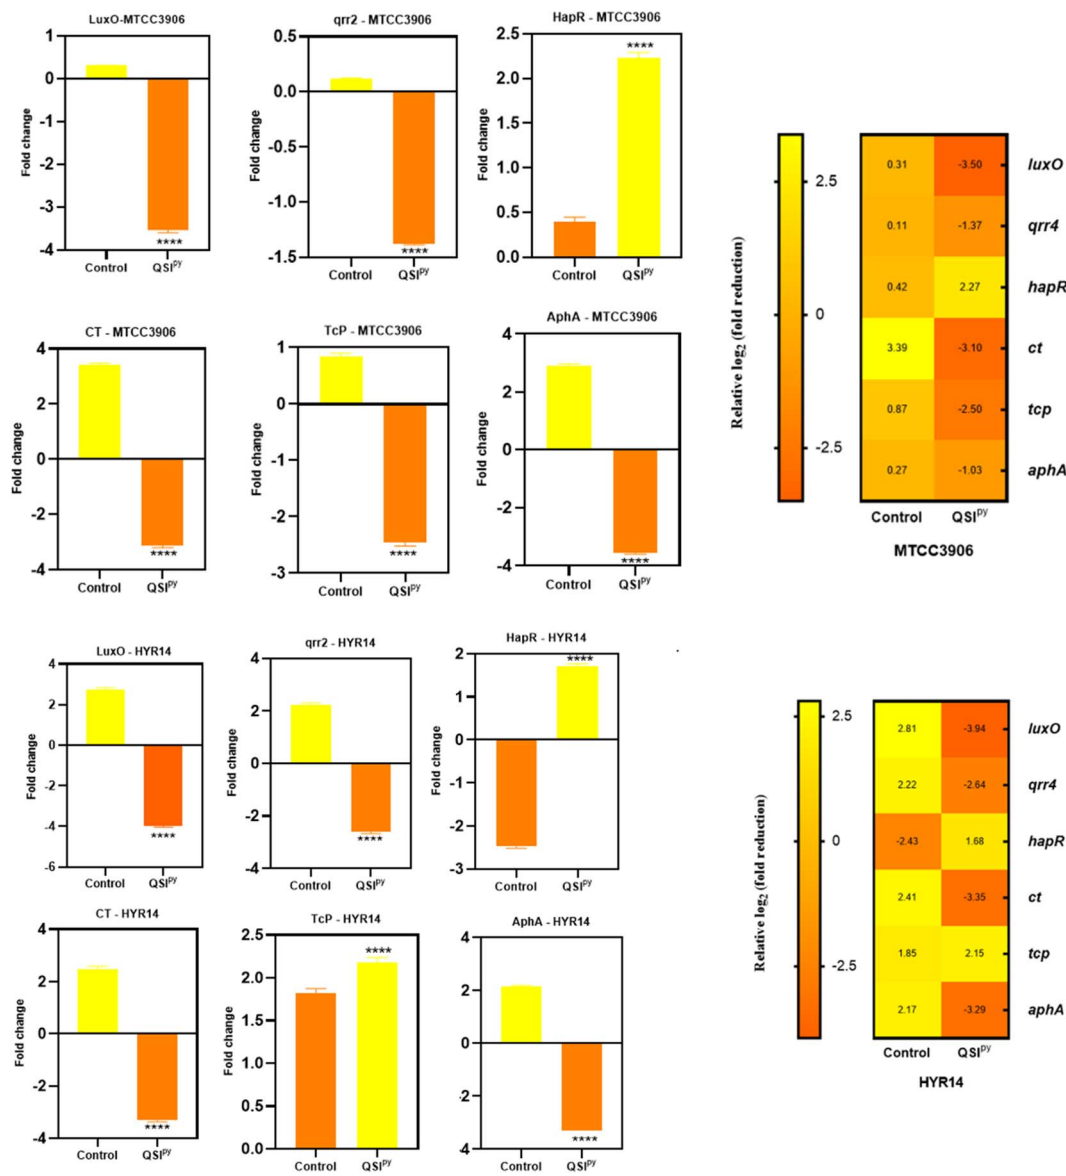 LuxO-MTCC3906
Fold change
1
0
-1
-2
-3
-4
****
Control QSIᴾʸ
qrr2 - MTCC3906
Fold change
0.5
0.0
-0.5
-1.0
-1.5
****
Control QSIᴾʸ
HapR - MTCC3906
Fold change
2.5
2.0
1.5
1.0
0.5
0.0
****
Control QSIᴾʸ
CT - MTCC3906
Fold change
4
2
0
-2
-4
****
Control QSIᴾʸ
TcP - MTCC3906
Fold change
1
0
-1
-2
-3
****
Control QSIᴾʸ
AphA - MTCC3906
Fold change
4
2
0
-2
-4
****
Control QSIᴾʸ
Relative log₂ (fold reduction)
2.5
0
-2.5
0.31 -3.50 luxO
0.11 -1.37 qrr4
0.42 2.27 hapR
3.39 -3.10 ct
0.87 -2.50 tcp
0.27 -1.03 aphA
Control QSIᴾʸ
MTCC3906
LuxO - HYR14
Fold change
4
2
0
-2
-4
-6
****
Control QSIᴾʸ
qrr2 - HYR14
Fold change
4
2
0
-2
-4
****
Control QSIᴾʸ
HapR - HYR14
Fold change
2
1
0
-1
-2
-3
****
Control QSIᴾʸ
CT - HYR14
Fold change
4
2
0
-2
-4
****
Control QSIᴾʸ
TcP - HYR14
Fold change
2.5
2.0
1.5
1.0
0.5
0.0
****
Control QSIᴾʸ
AphA - HYR14
Fold change
4
2
0
-2
-4
****
Control QSIᴾʸ
Relative log₂ (fold reduction)
2.5
0
-2.5
2.81 -3.94 luxO
2.22 -2.64 qrr4
-2.43 1.68 hapR
2.41 -3.35 ct
1.85 2.15 tcp
2.17 -3.29 aphA
Control QSIᴾʸ
HYR14